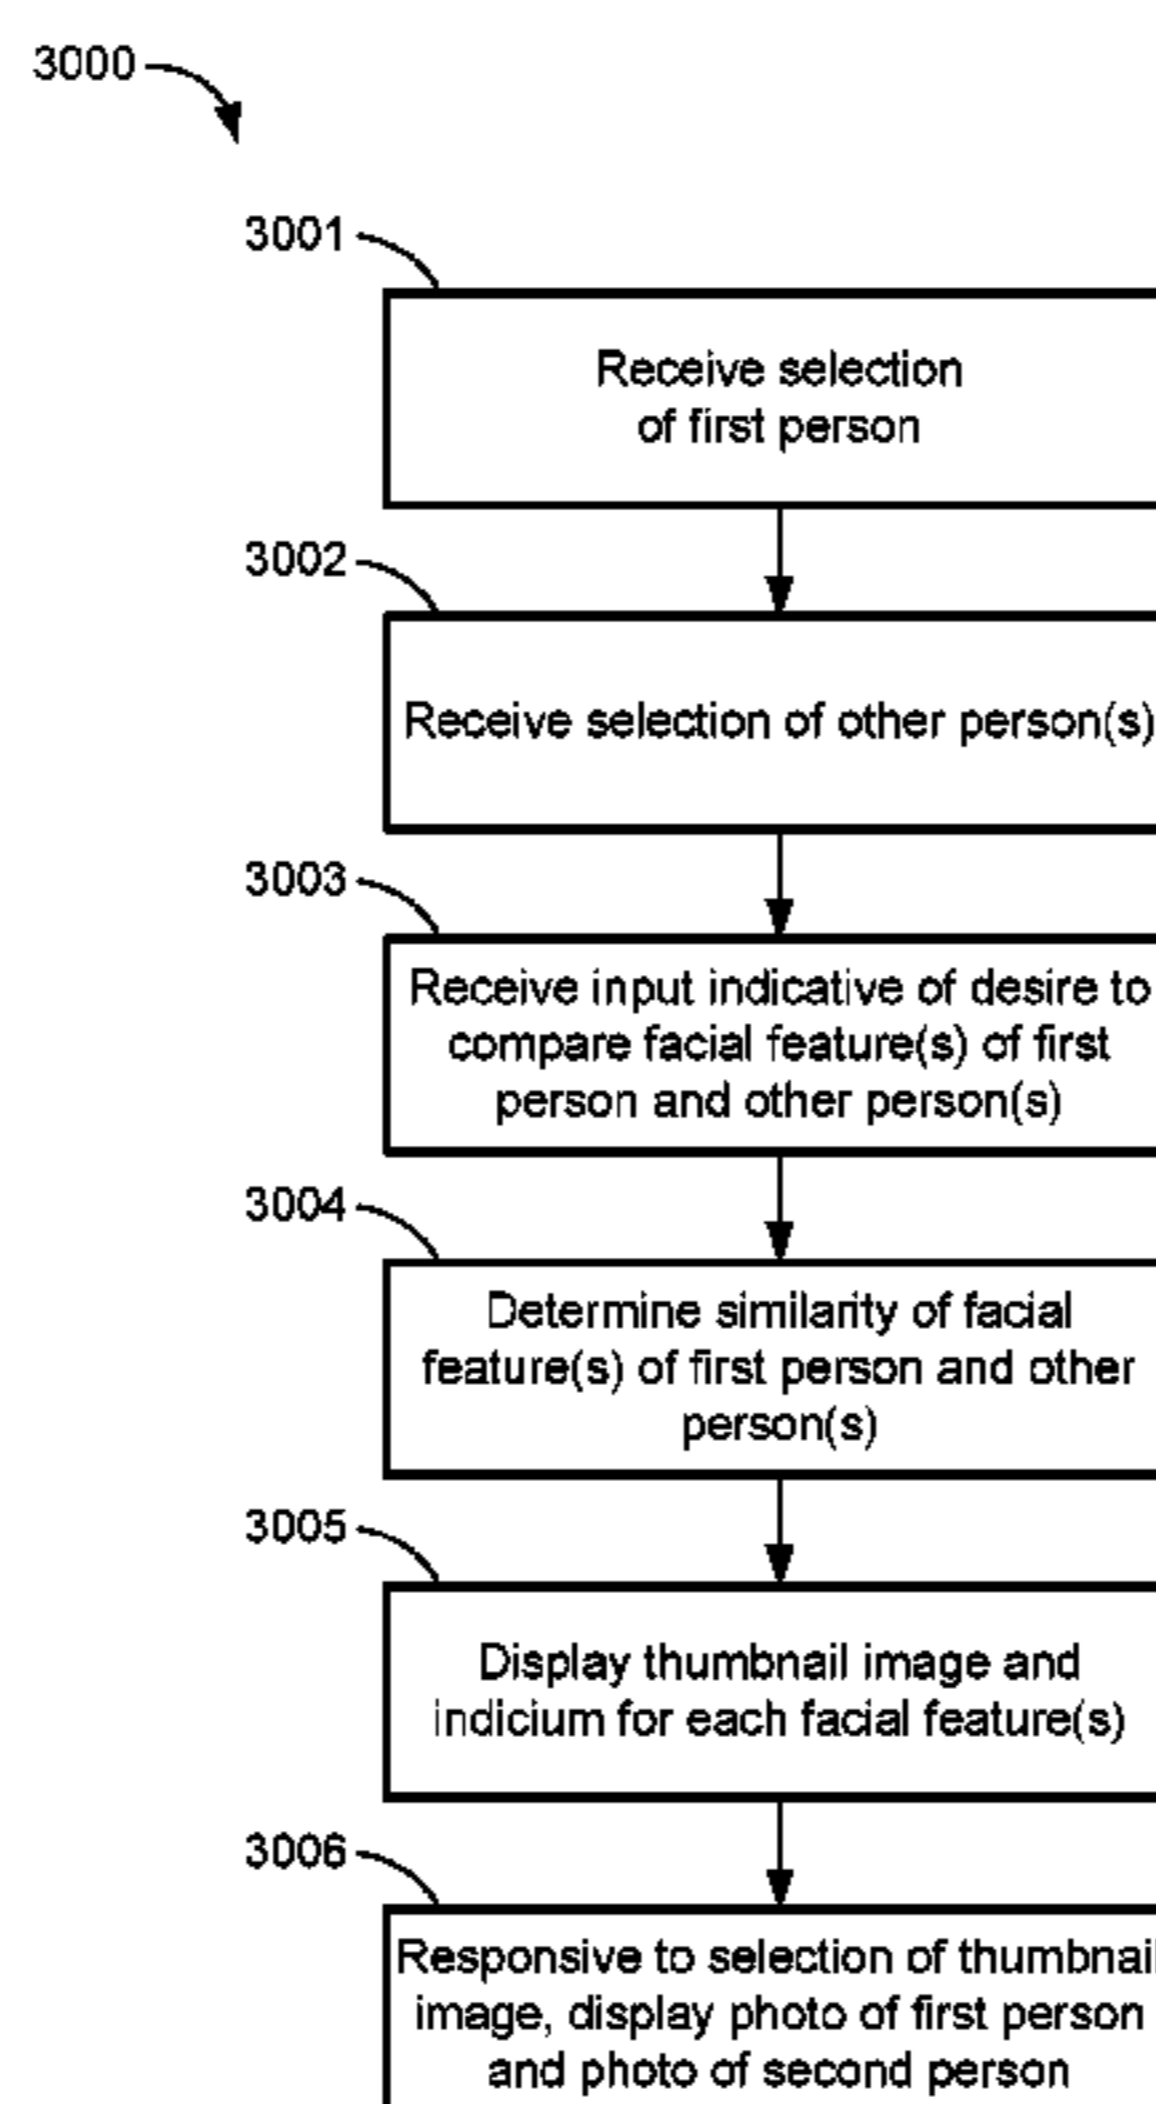 3000
3001
Receive selection
of first person
3002
Receive selection of other person(s)
3003
Receive input indicative of desire to
compare facial feature(s) of first
person and other person(s)
3004
Determine similarity of facial
feature(s) of first person and other
person(s)
3005
Display thumbnail image and
indicium for each facial feature(s)
3006
Responsive to selection of thumbnail
image, display photo of first person
and photo of second person